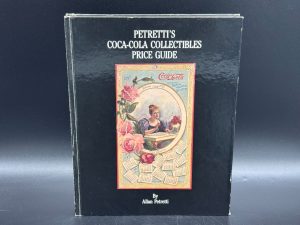 PETRETTI'S
COCA-COLA COLLECTIBLES
PRICE GUIDE
Coca-Cola
By
Allan Petretti